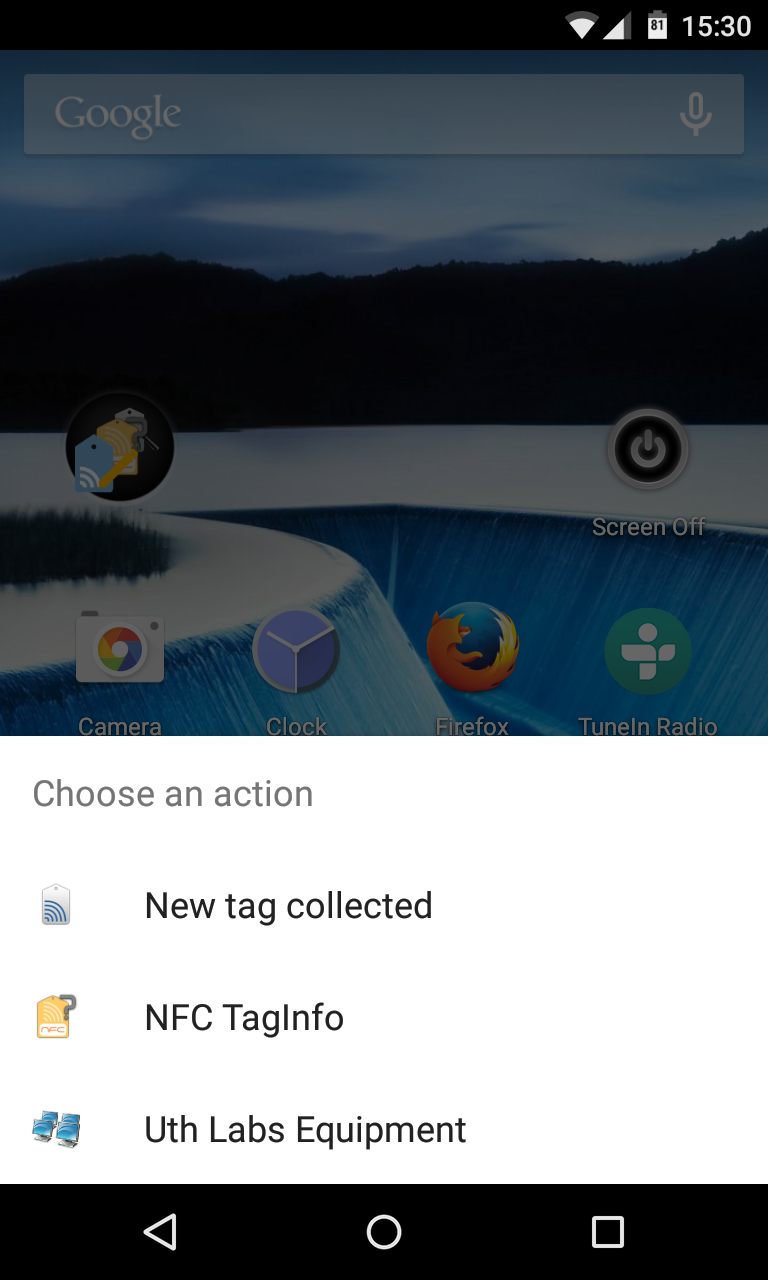 81 15:30
Google
Screen Off
Camera Clock Firefox TuneIn Radio
Choose an action
New tag collected
NFC
NFC TagInfo
Uth Labs Equipment